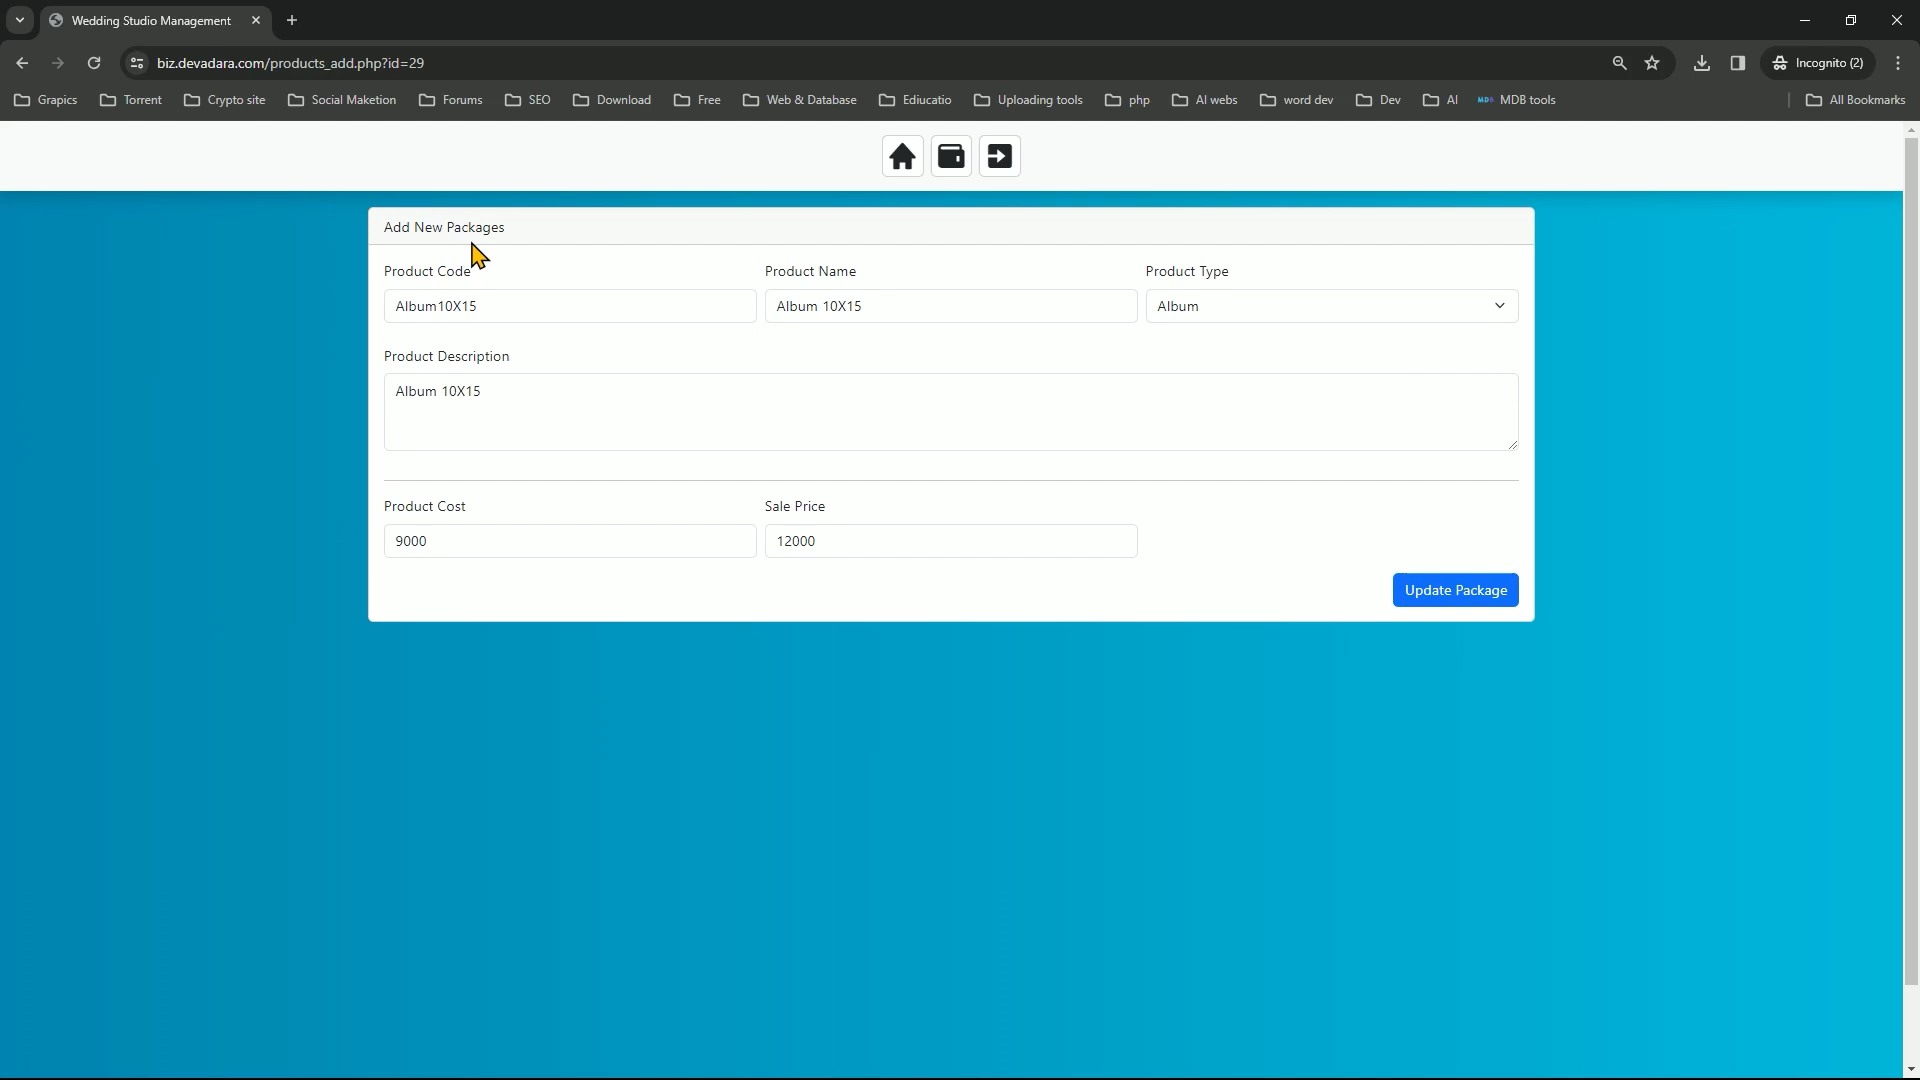 Wedding Studio Management
biz.devadara.com/products_add.php?id=29
Incognito (2)
Grapics Torrent Crypto site Social Maketion Forums SEO Download Free Web & Database Ediucatio Uploading tools php AI webs word dev Dev AI MDB MDB tools All Bookmarks
Add New Packages
Product Code Product Name Product Type
Album10X15 Album 10X15 Album
Product Description
Album 10X15
Product Cost Sale Price
9000 12000
Update Package